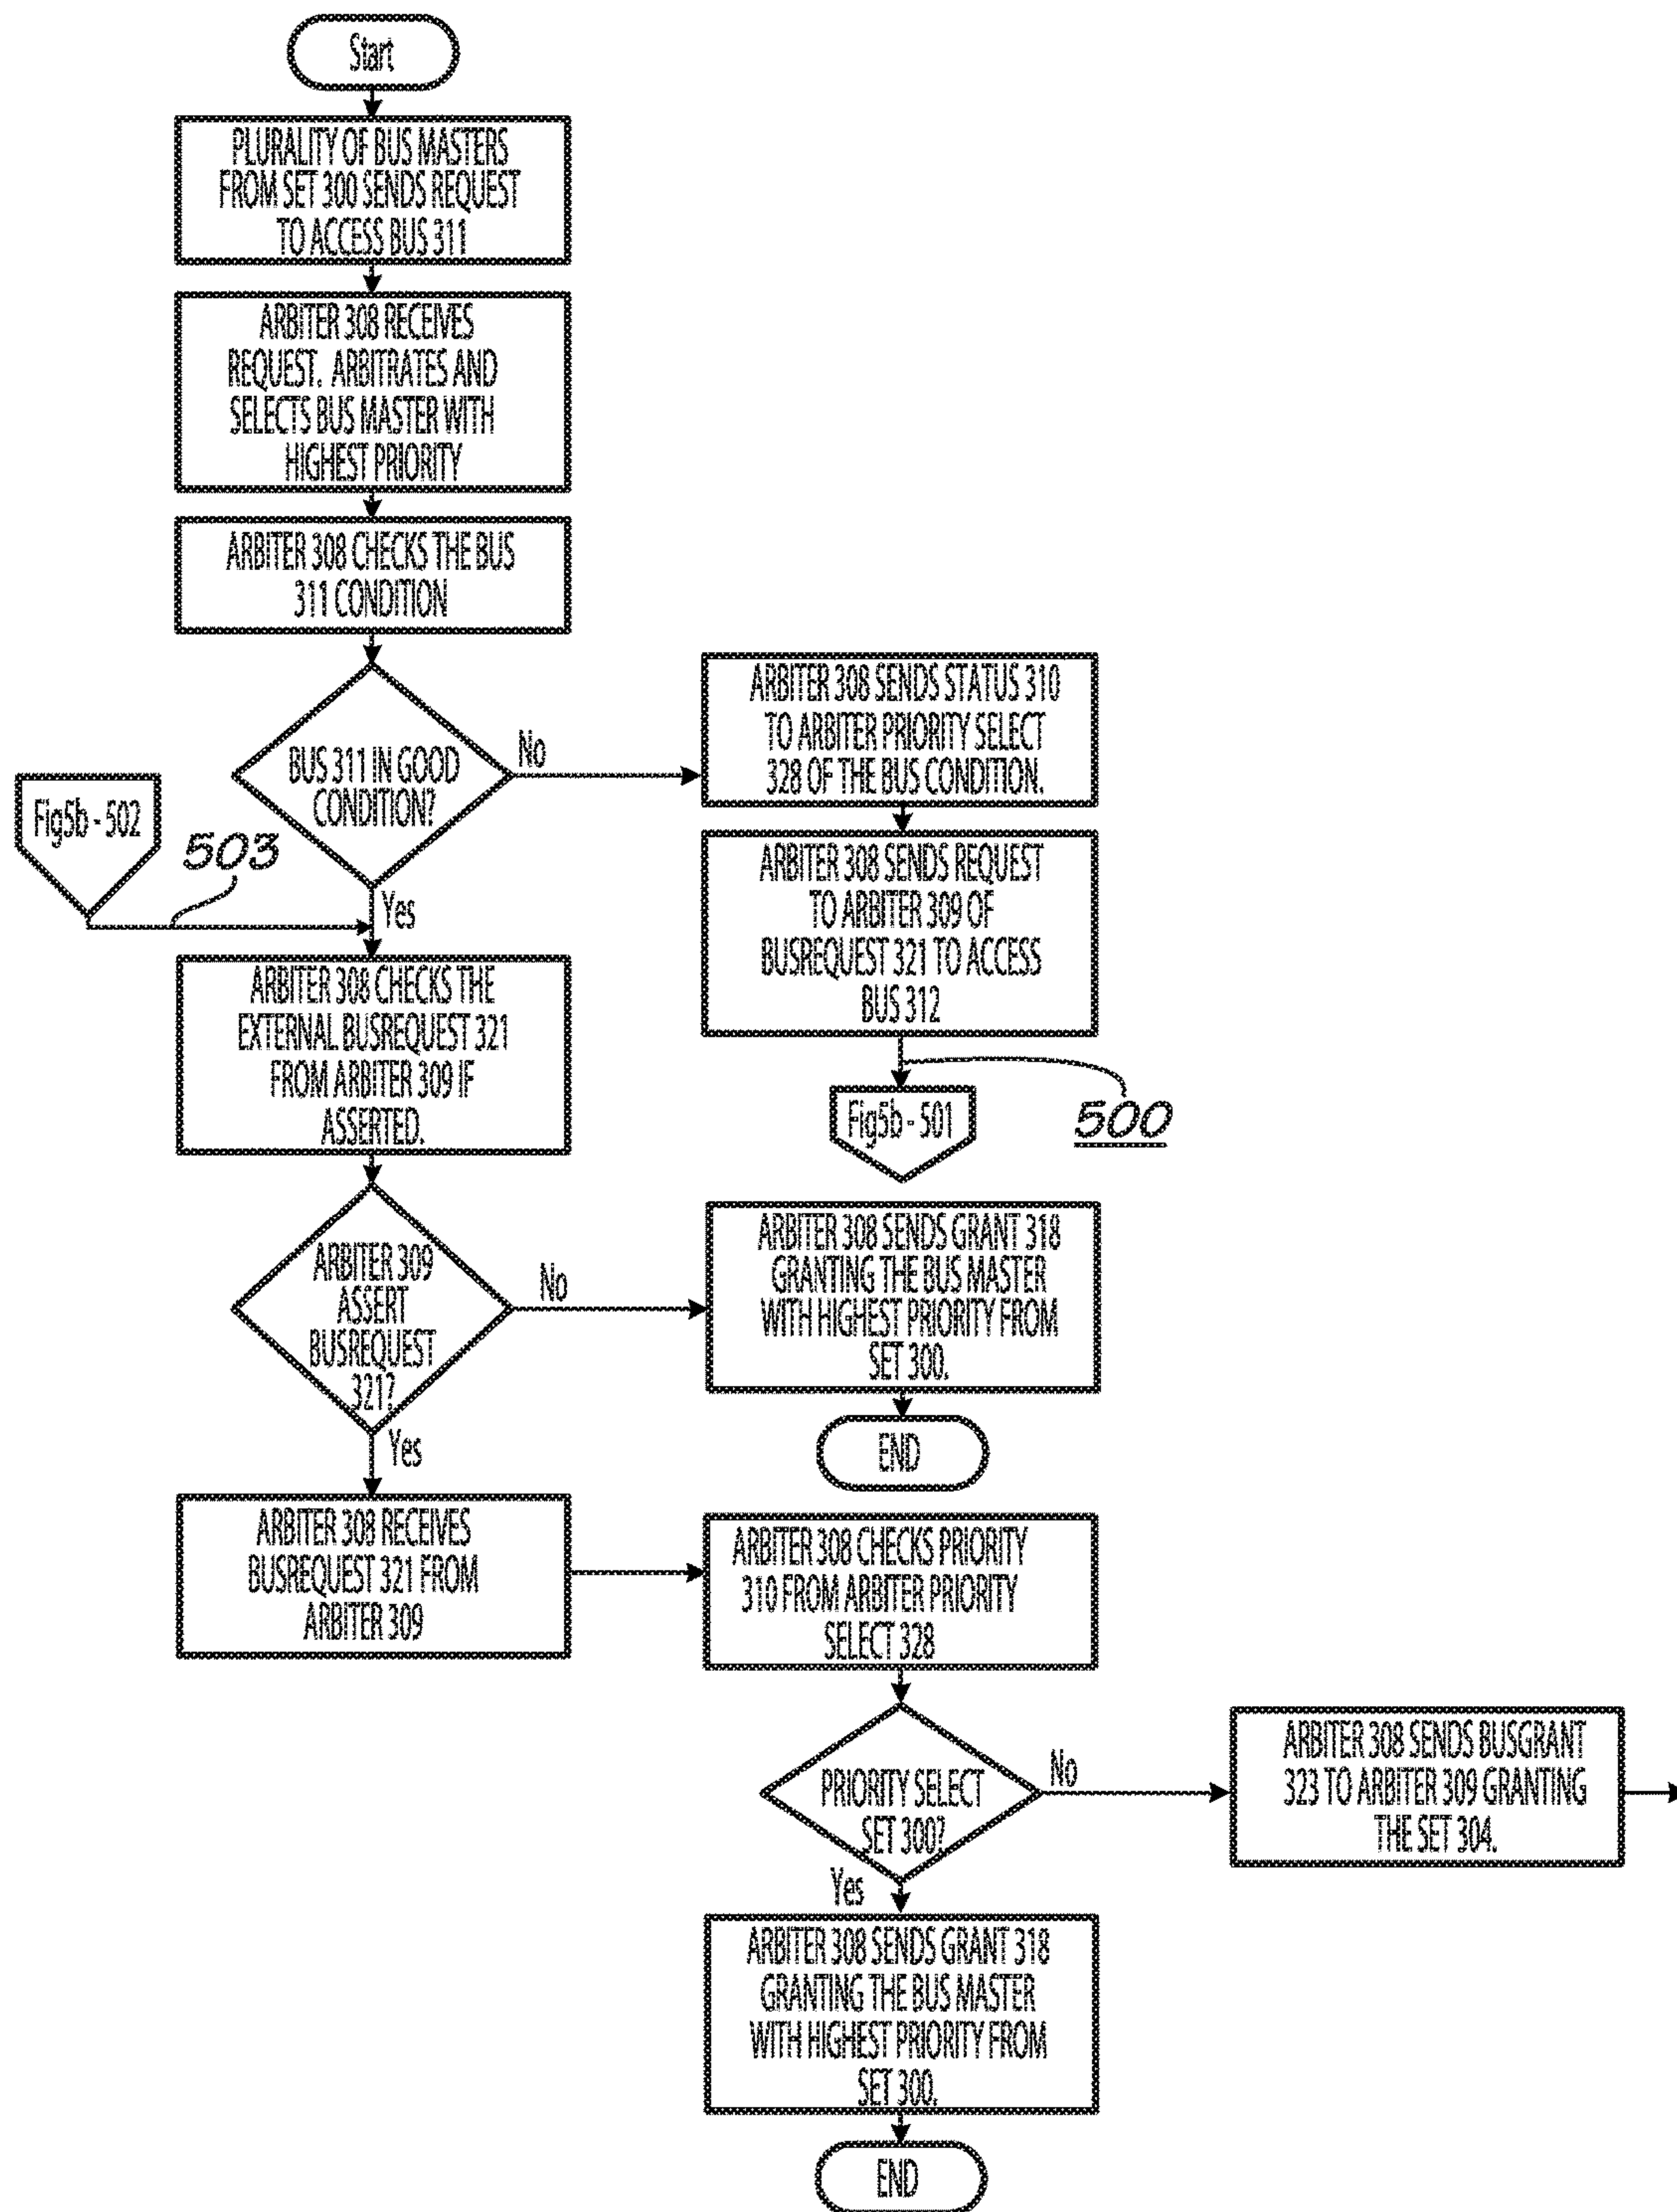 Start
PLURALITY OF BUS MASTERS
FROM SET 300 SENDS REQUEST
TO ACCESS BUS 311
ARBITER 308 RECEIVES
REQUEST. ARBITRATES AND
SELECTS BUS MASTER WITH
HIGHEST PRIORITY
ARBITER 308 CHECKS THE BUS
311 CONDITION
BUS 311 IN GOOD
CONDITION?
No
ARBITER 308 SENDS STATUS 310
TO ARBITER PRIORITY SELECT
328 OF THE BUS CONDITION.
Fig5b - 502
503
Yes
ARBITER 308 SENDS REQUEST
TO ARBITER 309 OF
BUSREQUEST 321 TO ACCESS
BUS 312
ARBITER 308 CHECKS THE
EXTERNAL BUSREQUEST 321
FROM ARBITER 309 IF
ASSERTED.
Fig5b - 501
500
ARBITER 309
ASSERT
BUSREQUEST
321?
No
ARBITER 308 SENDS GRANT 318
GRANTING THE BUS MASTER
WITH HIGHEST PRIORITY FROM
SET 300.
END
Yes
ARBITER 308 RECEIVES
BUSREQUEST 321 FROM
ARBITER 309
ARBITER 308 CHECKS PRIORITY
310 FROM ARBITER PRIORITY
SELECT 328
PRIORITY SELECT
SET 300?
No
ARBITER 308 SENDS BUSGRANT
323 TO ARBITER 309 GRANTING
THE SET 304.
Yes
ARBITER 308 SENDS GRANT 318
GRANTING THE BUS MASTER
WITH HIGHEST PRIORITY FROM
SET 300.
END